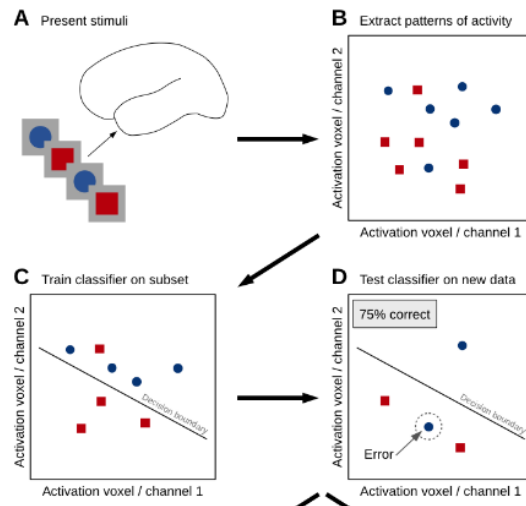 A Present stimuli
B Extract patterns of activity
Activation voxel / channel 2
Activation voxel / channel 1
C Train classifier on subset
Activation voxel / channel 2
Decision boundary
Activation voxel / channel 1
D Test classifier on new data
75% correct
Activation voxel / channel 2
Decision boundary
Error
Activation voxel / channel 1